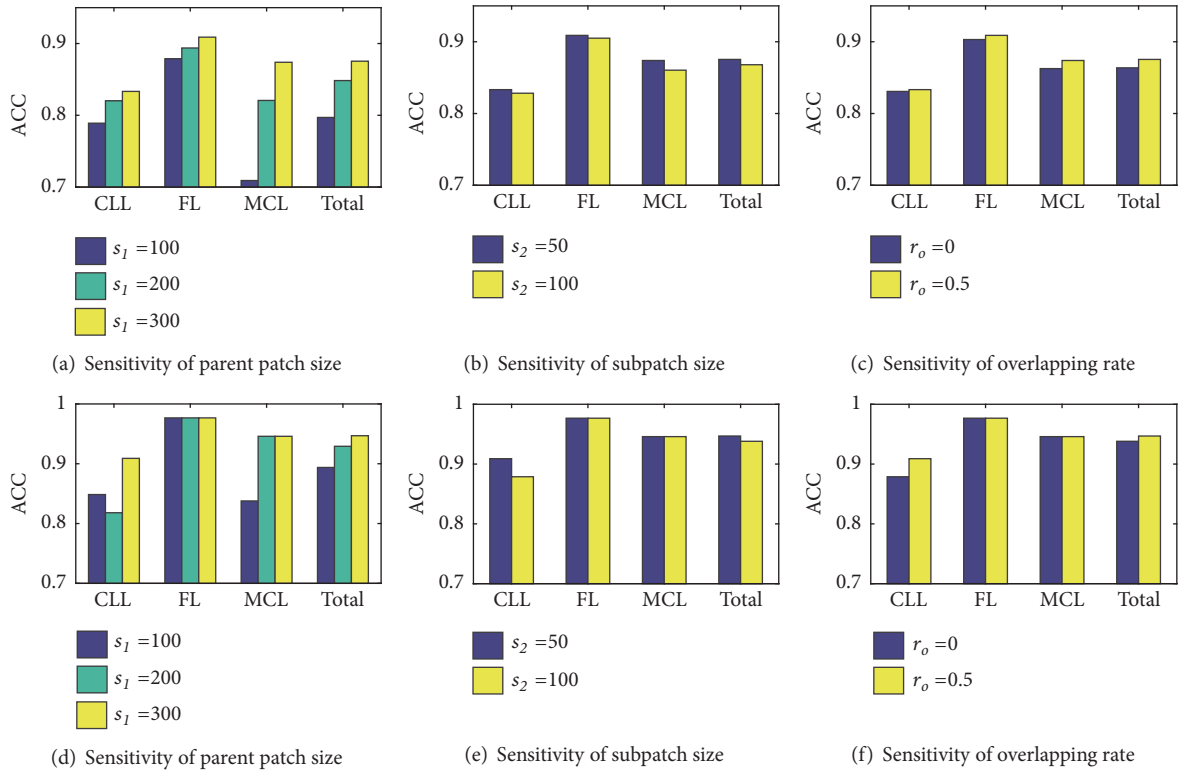 0.9
0.8
0.7
ACC
CLL FL MCL Total
s1 =100
s1 =200
s1 =300
(a) Sensitivity of parent patch size
0.9
0.8
0.7
ACC
CLL FL MCL Total
s2 =50
s2 =100
(b) Sensitivity of subpatch size
0.9
0.8
0.7
ACC
CLL FL MCL Total
ro =0
ro =0.5
(c) Sensitivity of overlapping rate
1
0.9
0.8
0.7
ACC
CLL FL MCL Total
s1 =100
s1 =200
s1 =300
(d) Sensitivity of parent patch size
1
0.9
0.8
0.7
ACC
CLL FL MCL Total
s2 =50
s2 =100
(e) Sensitivity of subpatch size
1
0.9
0.8
0.7
ACC
CLL FL MCL Total
ro =0
ro =0.5
(f) Sensitivity of overlapping rate